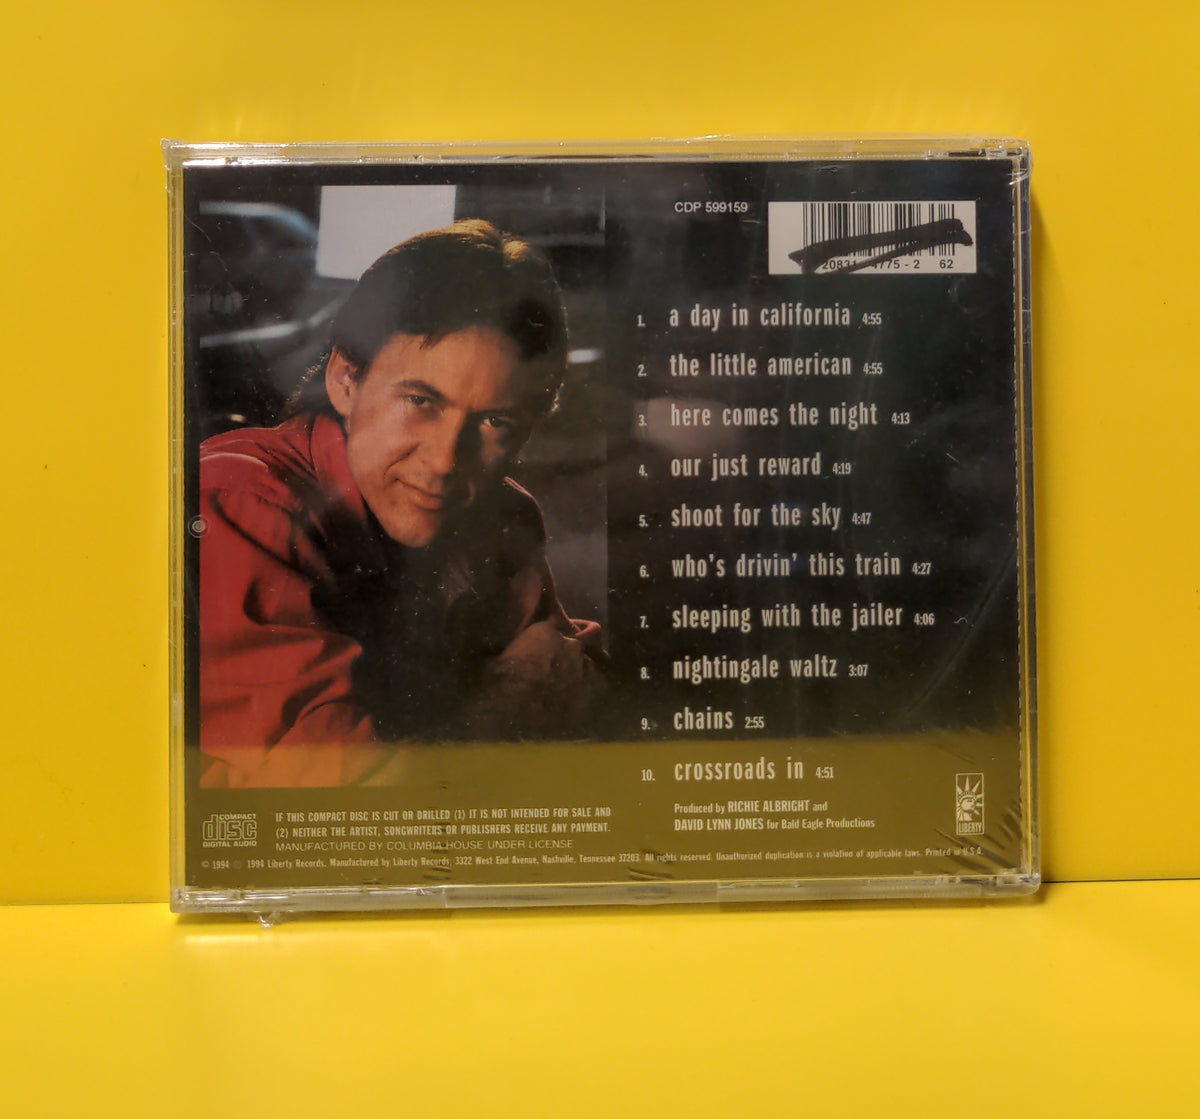 CDP 599159
20831 4775 - 2 62
1. a day in california 4:55
2. the little american 4:55
3. here comes the night 4:13
4. our just reward 4:19
5. shoot for the sky 4:47
6. who's drivin' this train 4:27
7. sleeping with the jailer 4:06
8. nightingale waltz 3:07
9. chains 2:55
10. crossroads in 4:51
Produced by RICHIE ALBRIGHT and
DAVID LYNN JONES for Bald Eagle Productions
LIBERTY
COMPACT
disc
DIGITAL AUDIO
IF THIS COMPACT DISC IS CUT OR DRILLED (1) IT IS NOT INTENDED FOR SALE AND
(2) NEITHER THE ARTIST, SONGWRITERS OR PUBLISHERS RECEIVE ANY PAYMENT.
MANUFACTURED BY COLUMBIA HOUSE UNDER LICENSE
© 1994 ℗ 1994 Liberty Records. Manufactured by Liberty Records, 3322 West End Avenue, Nashville, Tennessee 37203. All rights reserved. Unauthorized duplication is a violation of applicable laws. Printed in U.S.A.